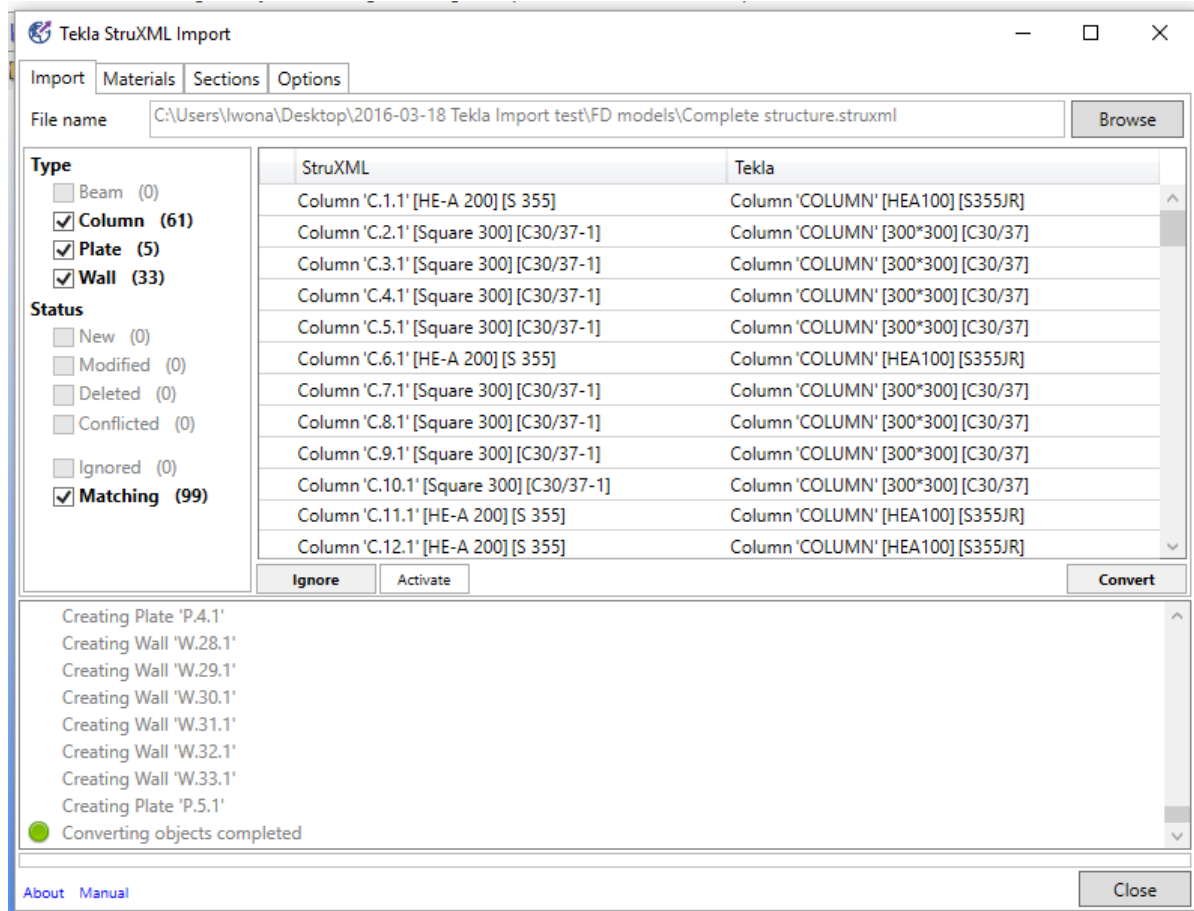 Tekla StruXML Import
Import Materials Sections Options
File name C:\Users\Iwona\Desktop\2016-03-18 Tekla Import test\FD models\Complete structure.struxml Browse
Type
Beam (0)
Column (61)
Plate (5)
Wall (33)
Status
New (0)
Modified (0)
Deleted (0)
Conflicted (0)
Ignored (0)
Matching (99)
StruXML Tekla
Column 'C.1.1' [HE-A 200] [S 355] Column 'COLUMN' [HEA100] [S355JR]
Column 'C.2.1' [Square 300] [C30/37-1] Column 'COLUMN' [300*300] [C30/37]
Column 'C.3.1' [Square 300] [C30/37-1] Column 'COLUMN' [300*300] [C30/37]
Column 'C.4.1' [Square 300] [C30/37-1] Column 'COLUMN' [300*300] [C30/37]
Column 'C.5.1' [Square 300] [C30/37-1] Column 'COLUMN' [300*300] [C30/37]
Column 'C.6.1' [HE-A 200] [S 355] Column 'COLUMN' [HEA100] [S355JR]
Column 'C.7.1' [Square 300] [C30/37-1] Column 'COLUMN' [300*300] [C30/37]
Column 'C.8.1' [Square 300] [C30/37-1] Column 'COLUMN' [300*300] [C30/37]
Column 'C.9.1' [Square 300] [C30/37-1] Column 'COLUMN' [300*300] [C30/37]
Column 'C.10.1' [Square 300] [C30/37-1] Column 'COLUMN' [300*300] [C30/37]
Column 'C.11.1' [HE-A 200] [S 355] Column 'COLUMN' [HEA100] [S355JR]
Column 'C.12.1' [HE-A 200] [S 355] Column 'COLUMN' [HEA100] [S355JR]
Ignore Activate Convert
Creating Plate 'P.4.1'
Creating Wall 'W.28.1'
Creating Wall 'W.29.1'
Creating Wall 'W.30.1'
Creating Wall 'W.31.1'
Creating Wall 'W.32.1'
Creating Wall 'W.33.1'
Creating Plate 'P.5.1'
Converting objects completed
About Manual Close